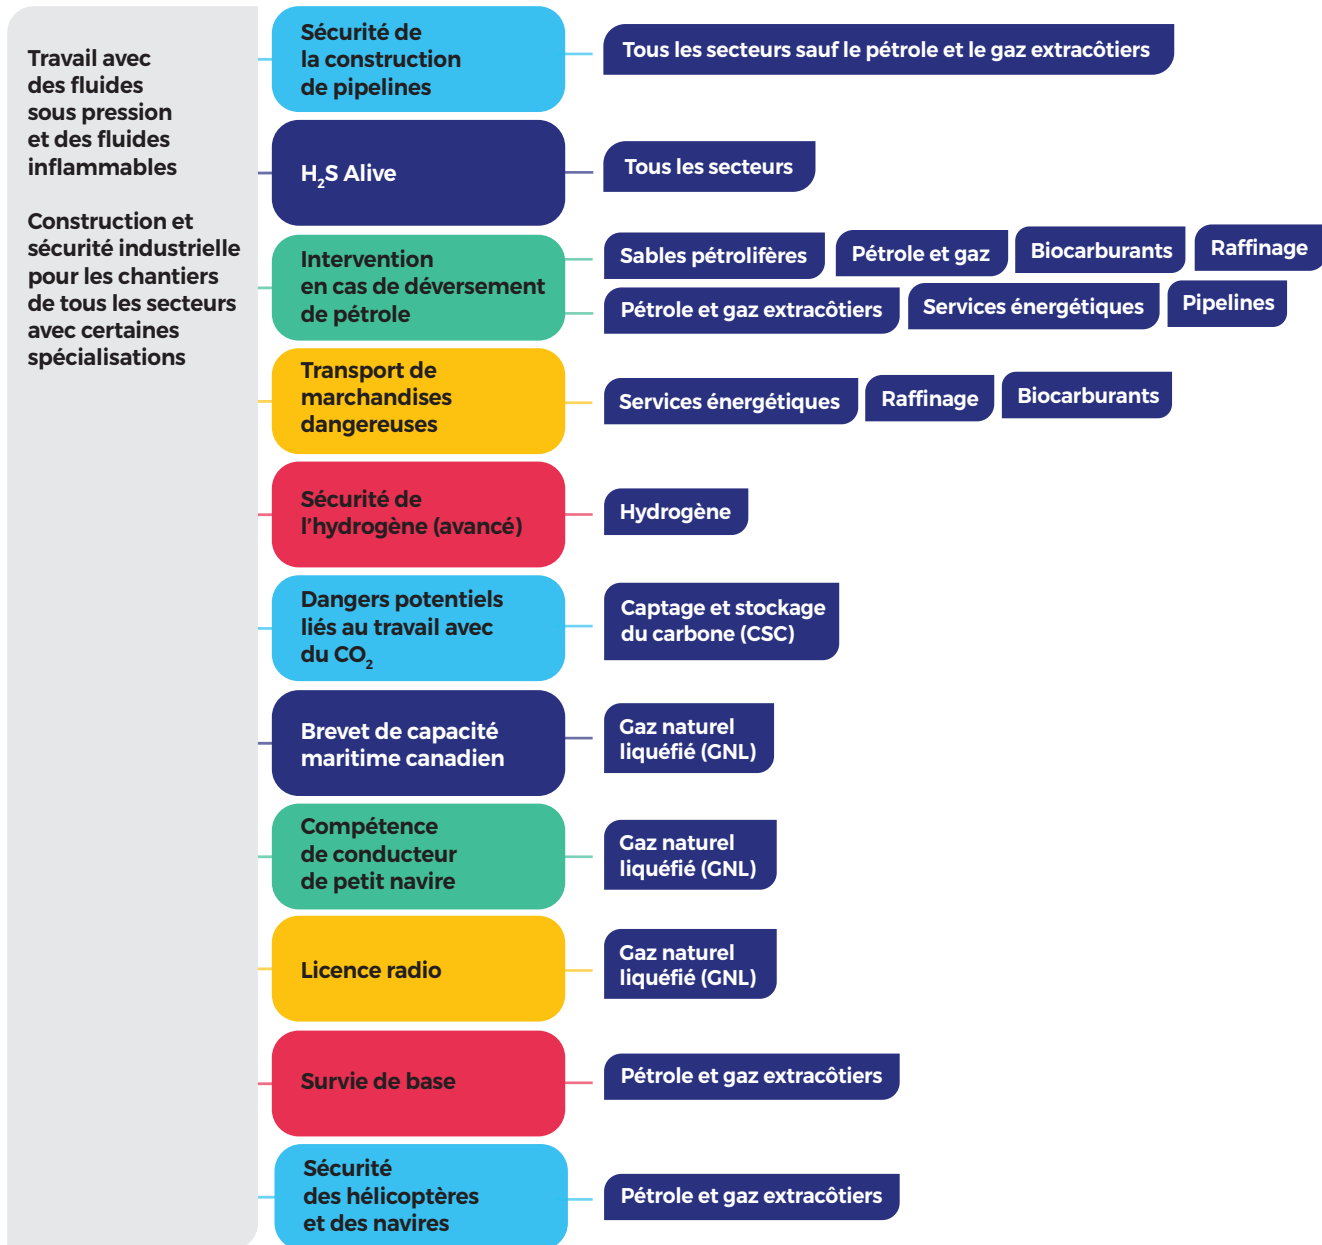 Travail avec
des fluides
sous pression
et des fluides
inflammables
Construction et
sécurité industrielle
pour les chantiers
de tous les secteurs
avec certaines
spécialisations
Sécurité de
la construction
de pipelines
Tous les secteurs sauf le pétrole et le gaz extracôtiers
H₂S Alive
Tous les secteurs
Intervention
en cas de déversement
de pétrole
Sables pétrolifères
Pétrole et gaz
Biocarburants
Raffinage
Pétrole et gaz extracôtiers
Services énergétiques
Pipelines
Transport de
marchandises
dangereuses
Services énergétiques
Raffinage
Biocarburants
Sécurité de
l'hydrogène (avancé)
Hydrogène
Dangers potentiels
liés au travail avec
du CO₂
Captage et stockage
du carbone (CSC)
Brevet de capacité
maritime canadien
Gaz naturel
liquéfié (GNL)
Compétence
de conducteur
de petit navire
Gaz naturel
liquéfié (GNL)
Licence radio
Gaz naturel
liquéfié (GNL)
Survie de base
Pétrole et gaz extracôtiers
Sécurité
des hélicoptères
et des navires
Pétrole et gaz extracôtiers